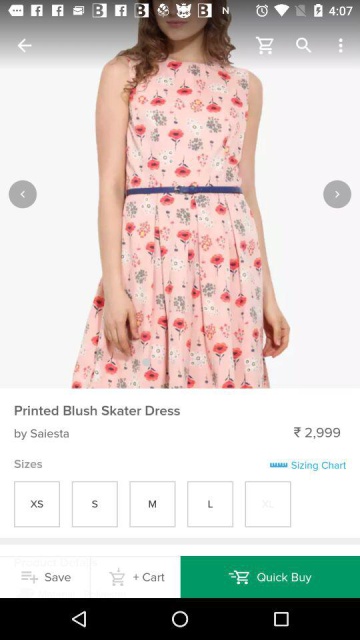 4:07
Printed Blush Skater Dress
by Saiesta
₹ 2,999
Sizes
Sizing Chart
XS
S
M
L
XL
Save
+ Cart
Quick Buy